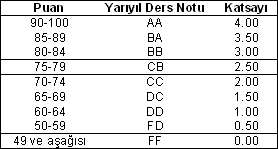 Puan Yarıyıl Ders Notu Katsayı
90-100 AA 4.00
85-89 BA 3.50
80-84 BB 3.00
75-79 CB 2.50
70-74 CC 2.00
65-69 DC 1.50
60-64 DD 1.00
50-59 FD 0.50
49 ve aşağısı FF 0.00